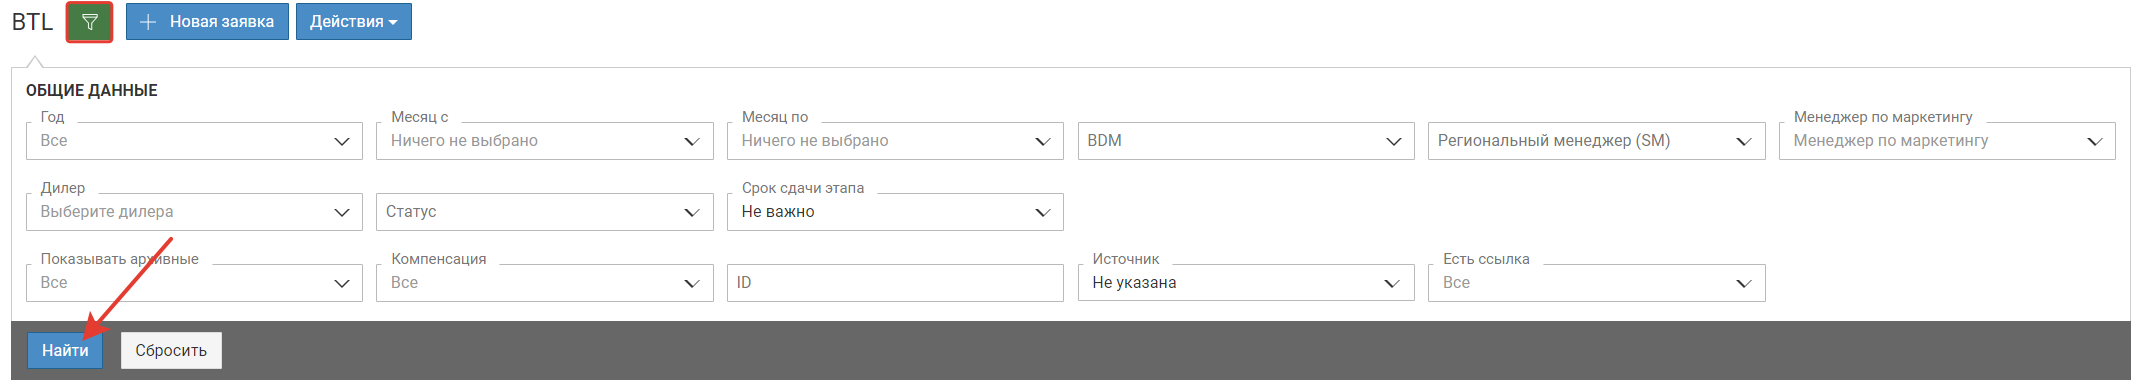 BTL Новая заявка Действия
ОБЩИЕ ДАННЫЕ
Год Месяц с Месяц по Менеджер по маркетингу
Все Ничего не выбрано Ничего не выбрано BDM Региональный менеджер (SM) Менеджер по маркетингу
Дилер Срок сдачи этапа
Выберите дилера Статус Не важно
Показывать архивные Компенсация Источник Есть ссылка
Все Все ID Не указана Все
Найти Сбросить